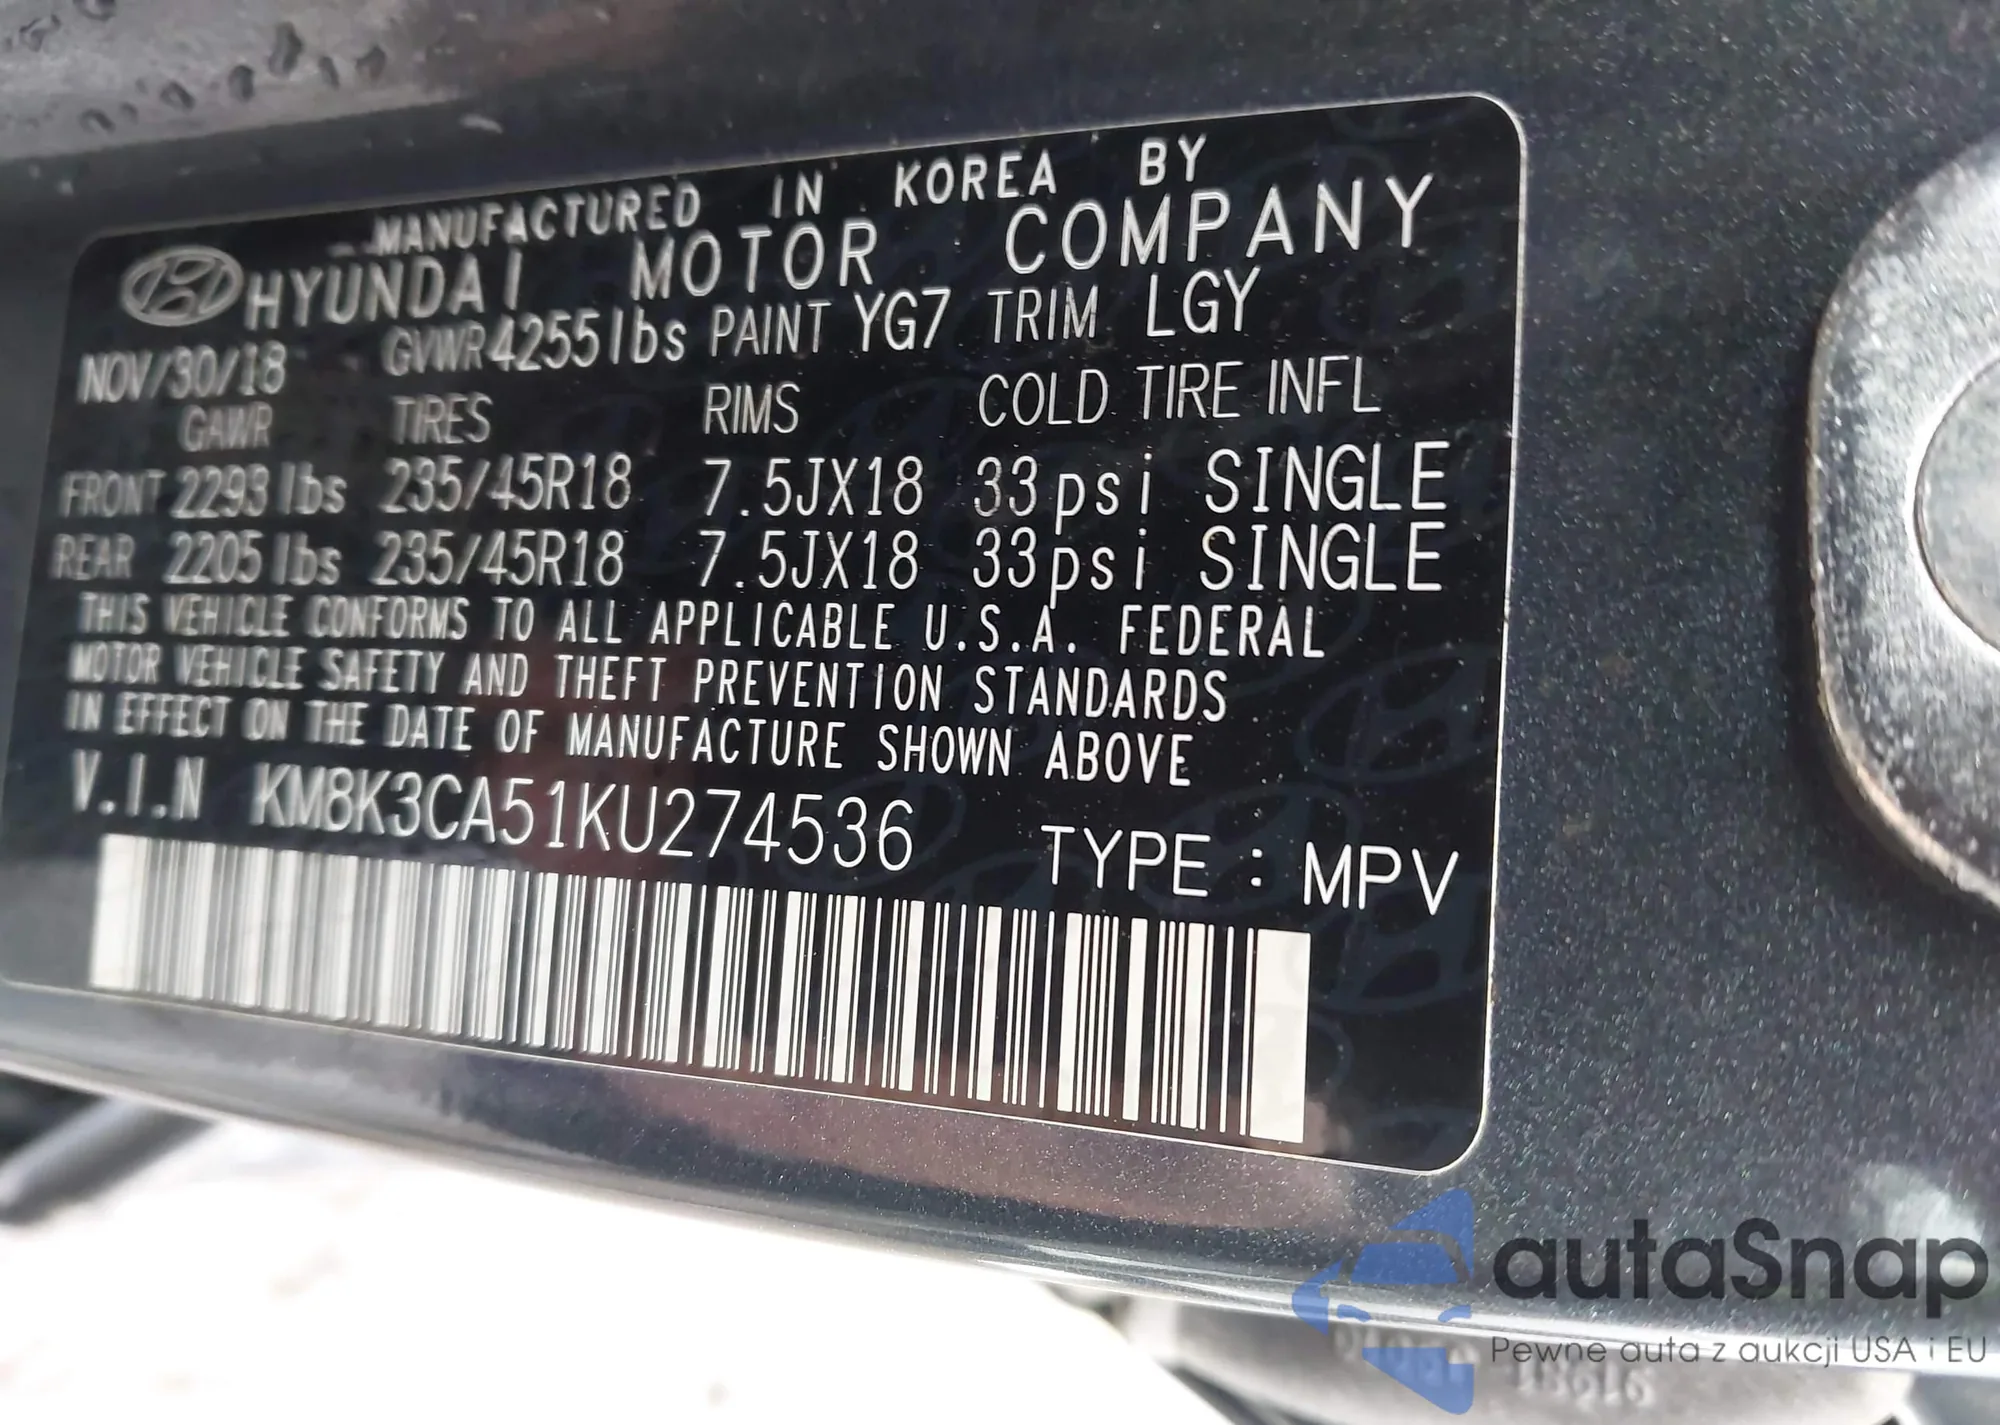 MANUFACTURED IN KOREA BY
HYUNDAI MOTOR COMPANY
NOV/30/18 GVWR 4255lbs PAINT YG7 TRIM LGY
GAWR TIRES RIMS COLD TIRE INFL
FRONT 2293 lbs 235/45R18 7.5JX18 33psi SINGLE
REAR 2205 lbs 235/45R18 7.5JX18 33psi SINGLE
THIS VEHICLE CONFORMS TO ALL APPLICABLE U.S.A. FEDERAL
MOTOR VEHICLE SAFETY AND THEFT PREVENTION STANDARDS
IN EFFECT ON THE DATE OF MANUFACTURE SHOWN ABOVE
V.I.N KM8K3CA51KU274536 TYPE : MPV
autaSnap
Pewne auta z aukcji USA i EU